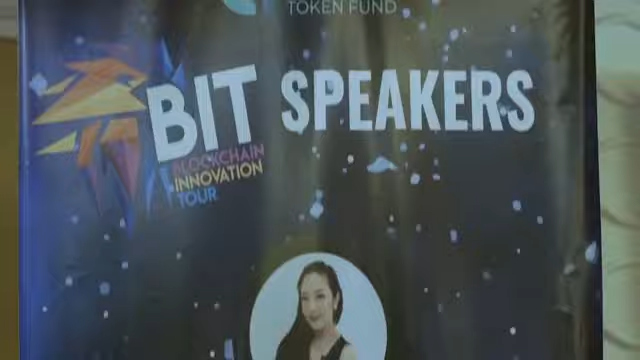 TOKEN FUND
BIT SPEAKERS
BLOCKCHAIN
INNOVATION
TOUR